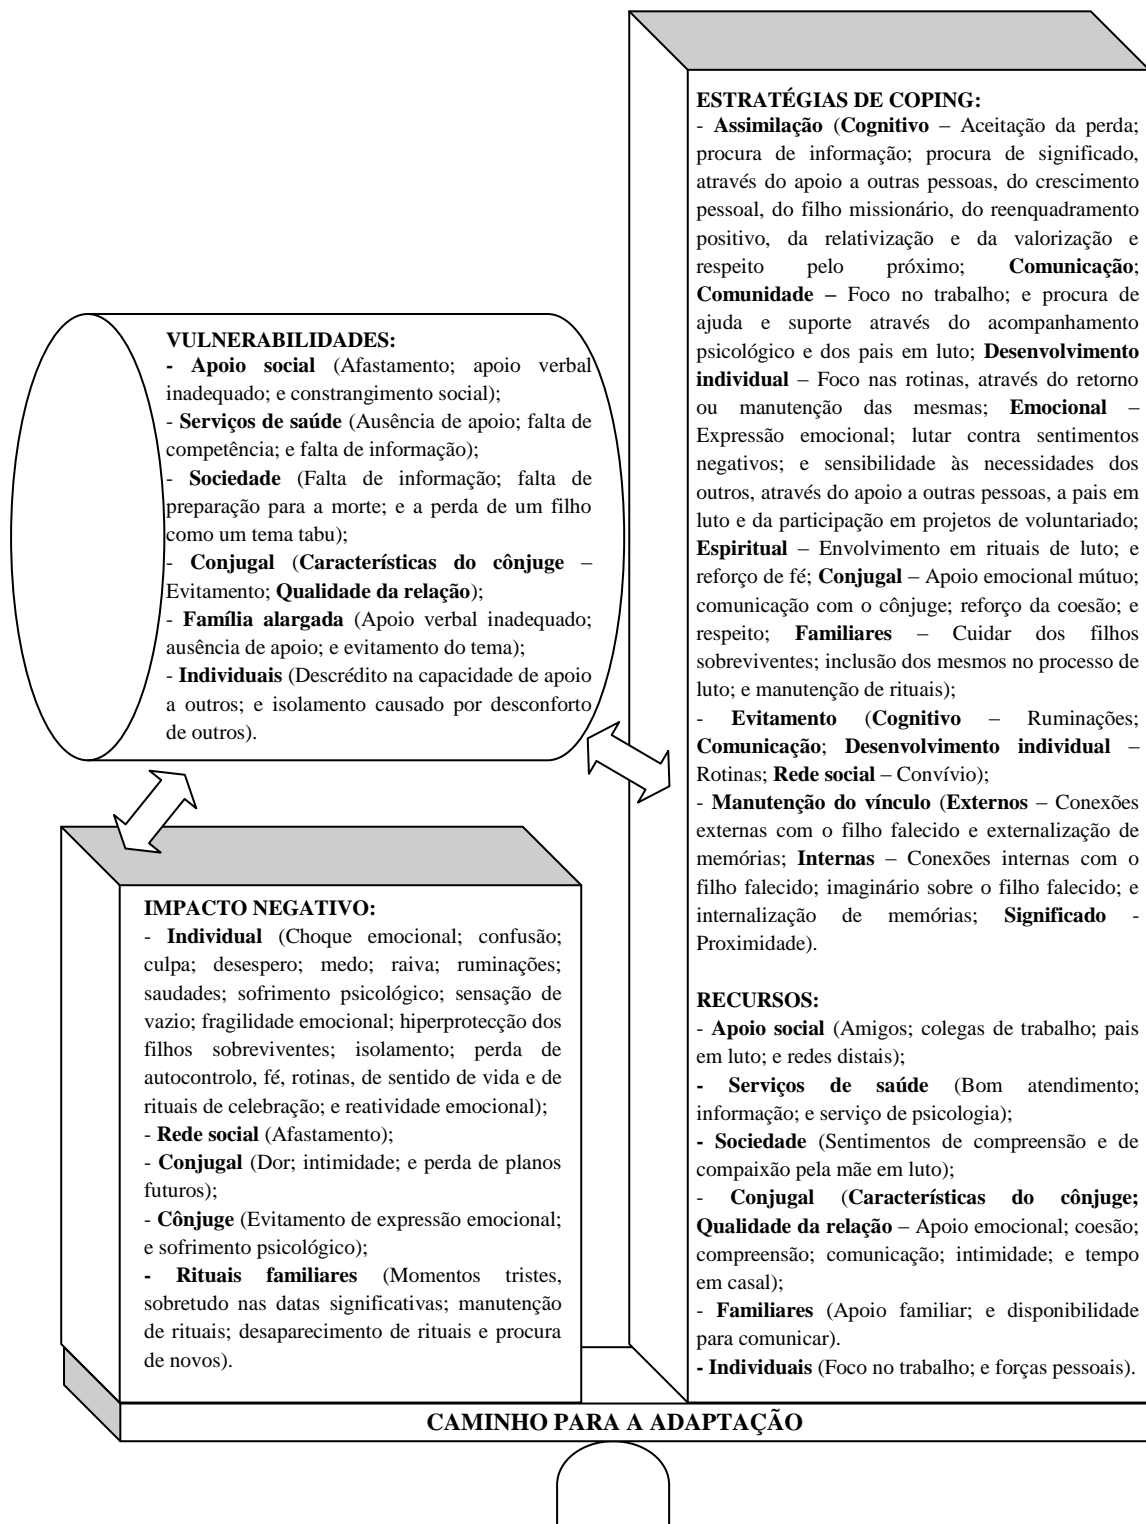 VULNERABILIDADES:
- Apoio social (Afastamento; apoio verbal
inadequado; e constrangimento social);
- Serviços de saúde (Ausência de apoio; falta de
competência; e falta de informação);
- Sociedade (Falta de informação; falta de
preparação para a morte; e a perda de um filho
como um tema tabu);
- Conjugal (Características do cônjuge –
Evitamento; Qualidade da relação);
- Família alargada (Apoio verbal inadequado;
ausência de apoio; e evitamento do tema);
- Individuais (Descrédito na capacidade de apoio
a outros; e isolamento causado por desconforto
de outros).
IMPACTO NEGATIVO:
- Individual (Choque emocional; confusão;
culpa; desespero; medo; raiva; ruminações;
saudades; sofrimento psicológico; sensação de
vazio; fragilidade emocional; hiperprotecção dos
filhos sobreviventes; isolamento; perda de
autocontrolo, fé, rotinas, de sentido de vida e de
rituais de celebração; e reatividade emocional);
- Rede social (Afastamento);
- Conjugal (Dor; intimidade; e perda de planos
futuros);
- Cônjuge (Evitamento de expressão emocional;
e sofrimento psicológico);
- Rituais familiares (Momentos tristes,
sobretudo nas datas significativas; manutenção
de rituais; desaparecimento de rituais e procura
de novos).
ESTRATÉGIAS DE COPING:
- Assimilação (Cognitivo – Aceitação da perda;
procura de informação; procura de significado,
através do apoio a outras pessoas, do crescimento
pessoal, do filho missionário, do reenquadramento
positivo, da relativização e da valorização e
respeito pelo próximo; Comunicação;
Comunidade – Foco no trabalho; e procura de
ajuda e suporte através do acompanhamento
psicológico e dos pais em luto; Desenvolvimento
individual – Foco nas rotinas, através do retorno
ou manutenção das mesmas; Emocional –
Expressão emocional; lutar contra sentimentos
negativos; e sensibilidade às necessidades dos
outros, através do apoio a outras pessoas, a pais em
luto e da participação em projetos de voluntariado;
Espiritual – Envolvimento em rituais de luto; e
reforço de fé; Conjugal – Apoio emocional mútuo;
comunicação com o cônjuge; reforço da coesão; e
respeito; Familiares – Cuidar dos filhos
sobreviventes; inclusão dos mesmos no processo de
luto; e manutenção de rituais);
- Evitamento (Cognitivo – Ruminações;
Comunicação; Desenvolvimento individual –
Rotinas; Rede social – Convívio);
- Manutenção do vínculo (Externos – Conexões
externas com o filho falecido e externalização de
memórias; Internas – Conexões internas com o
filho falecido; imaginário sobre o filho falecido; e
internalização de memórias; Significado -
Proximidade).
RECURSOS:
- Apoio social (Amigos; colegas de trabalho; pais
em luto; e redes distais);
- Serviços de saúde (Bom atendimento;
informação; e serviço de psicologia);
- Sociedade (Sentimentos de compreensão e de
compaixão pela mãe em luto);
- Conjugal (Características do cônjuge;
Qualidade da relação – Apoio emocional; coesão;
compreensão; comunicação; intimidade; e tempo
em casal);
- Familiares (Apoio familiar; e disponibilidade
para comunicar).
- Individuais (Foco no trabalho; e forças pessoais).
CAMINHO PARA A ADAPTAÇÃO